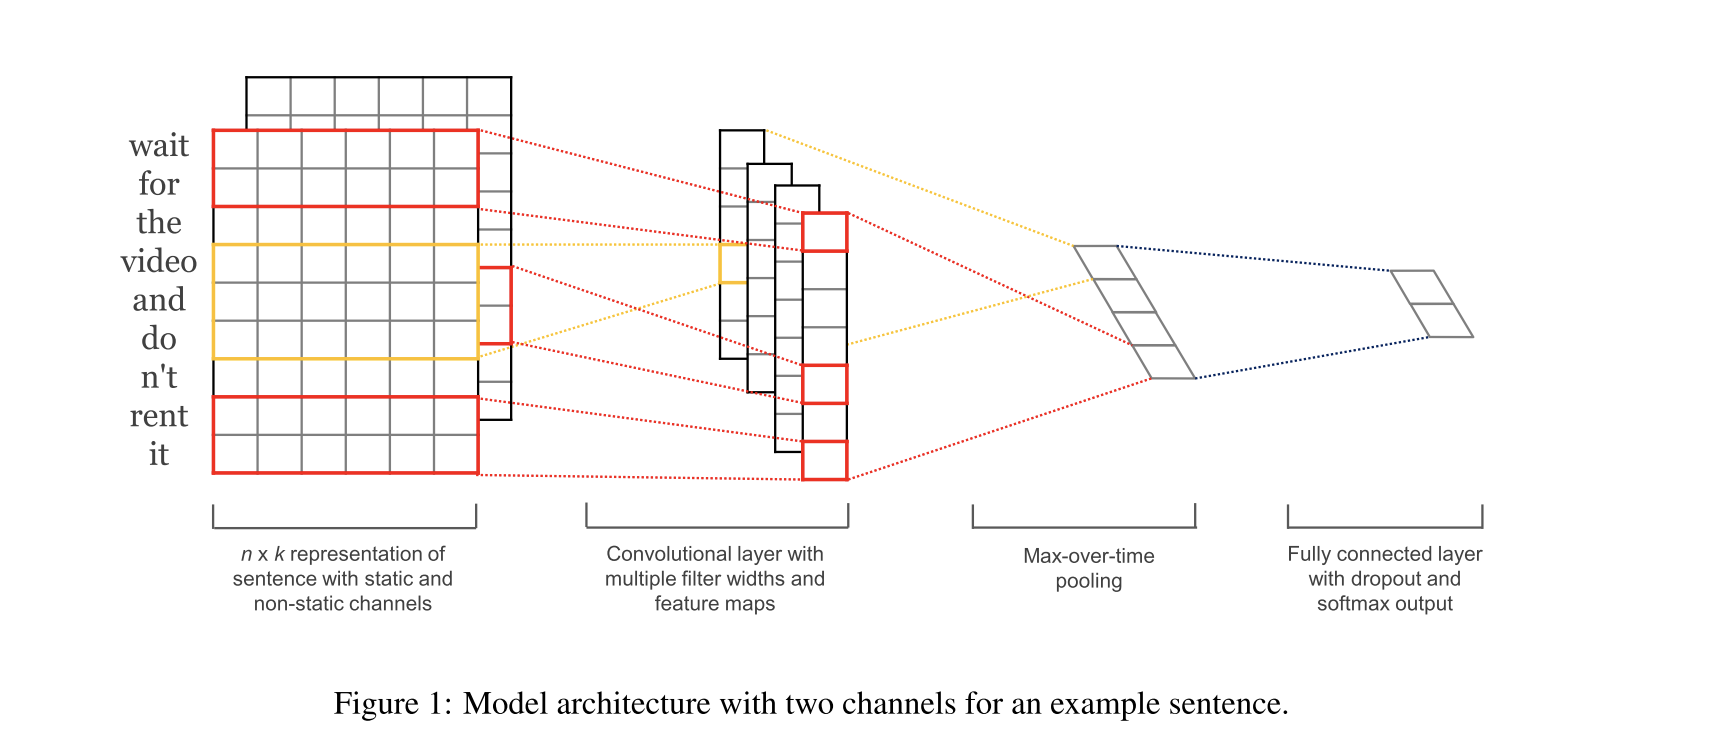 wait
for
the
video
and
do
n't
rent
it
n x k representation of
sentence with static and
non-static channels
Convolutional layer with
multiple filter widths and
feature maps
Max-over-time
pooling
Fully connected layer
with dropout and
softmax output
Figure 1: Model architecture with two channels for an example sentence.